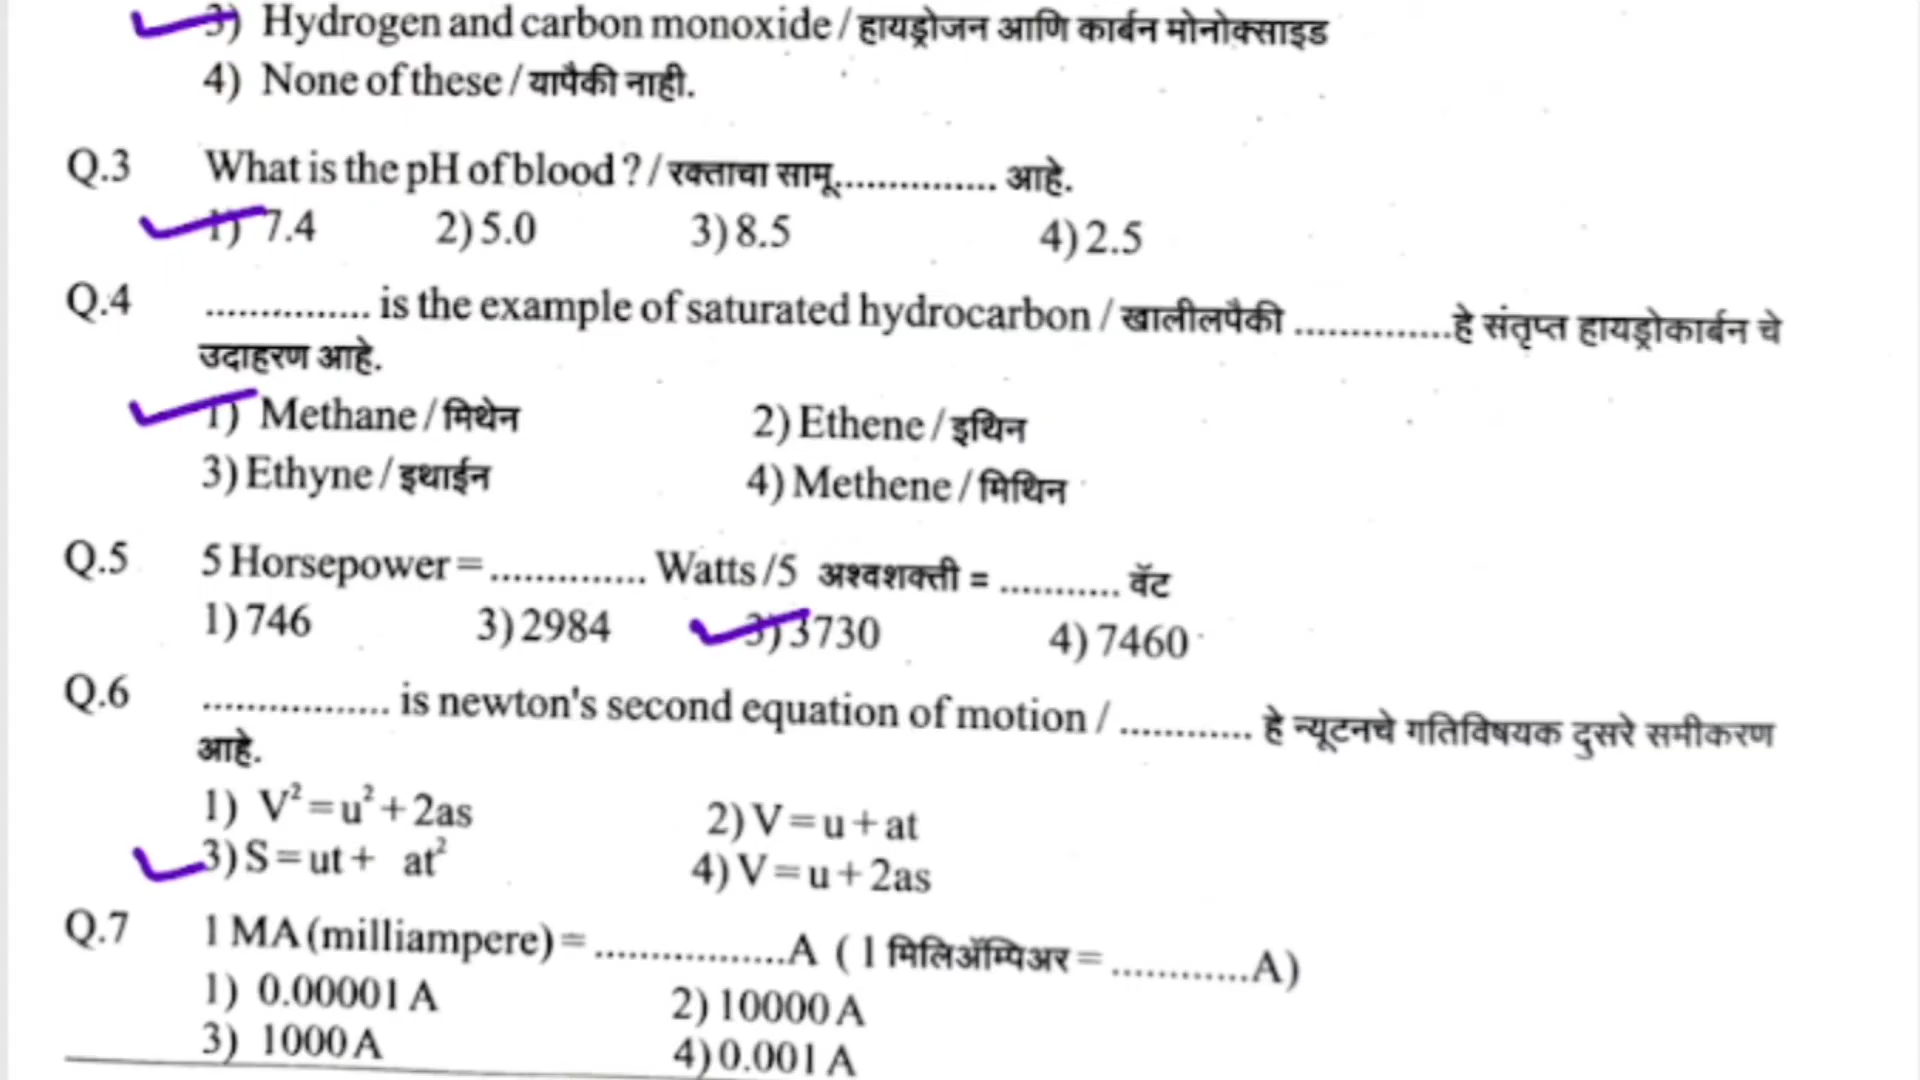 3) Hydrogen and carbon monoxide / हायड्रोजन आणि कार्बन मोनोक्साइड
4) None of these / यापैकी नाही.
Q.3 What is the pH of blood ? / रक्ताचा सामू............... आहे.
1) 7.4 2) 5.0 3) 8.5 4) 2.5
Q.4 ............... is the example of saturated hydrocarbon / खालीलपैकी ..............हे संतृप्त हायड्रोकार्बन चे
उदाहरण आहे.
1) Methane / मिथेन 2) Ethene / इथिन
3) Ethyne / इथाईन 4) Methene / मिथिन
Q.5 5 Horsepower = .............. Watts /5 अश्वशक्ती = ........... वॅट
1) 746 3) 2984 3) 3730 4) 7460
Q.6 ................. is newton's second equation of motion / ............ हे न्यूटनचे गतिविषयक दुसरे समीकरण
आहे.
1) V²=u²+2as 2) V=u+at
3) S=ut+ at² 4) V=u+2as
Q.7 1 MA (milliampere) = .................A ( 1 मिलिॲम्पिअर = ............A)
1) 0.00001 A 2) 10000 A
3) 1000 A 4) 0.001 A